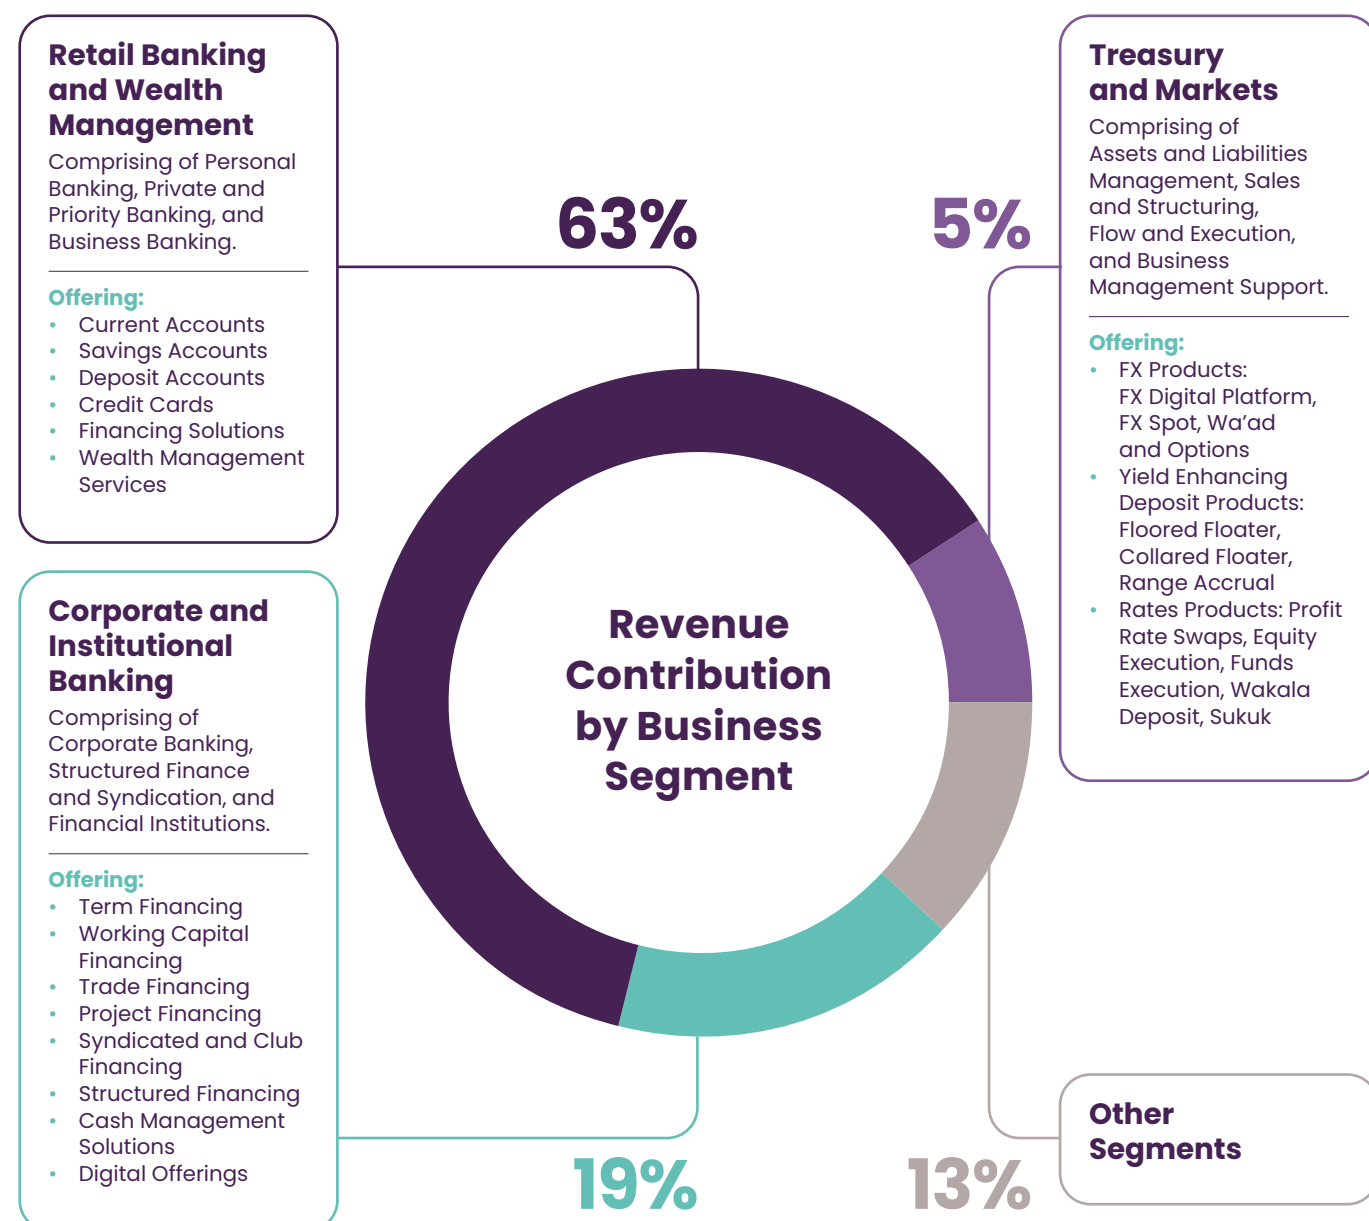 Retail Banking
and Wealth
Management
Comprising of Personal
Banking, Private and
Priority Banking, and
Business Banking.
Offering:
• Current Accounts
• Savings Accounts
• Deposit Accounts
• Credit Cards
• Financing Solutions
• Wealth Management
Services
63%
5%
Treasury
and Markets
Comprising of
Assets and Liabilities
Management, Sales
and Structuring,
Flow and Execution,
and Business
Management Support.
Offering:
• FX Products:
FX Digital Platform,
FX Spot, Wa’ad
and Options
• Yield Enhancing
Deposit Products:
Floored Floater,
Collared Floater,
Range Accrual
• Rates Products: Profit
Rate Swaps, Equity
Execution, Funds
Execution, Wakala
Deposit, Sukuk
Revenue
Contribution
by Business
Segment
Corporate and
Institutional
Banking
Comprising of
Corporate Banking,
Structured Finance
and Syndication, and
Financial Institutions.
Offering:
• Term Financing
• Working Capital
Financing
• Trade Financing
• Project Financing
• Syndicated and Club
Financing
• Structured Financing
• Cash Management
Solutions
• Digital Offerings
19%
13%
Other
Segments